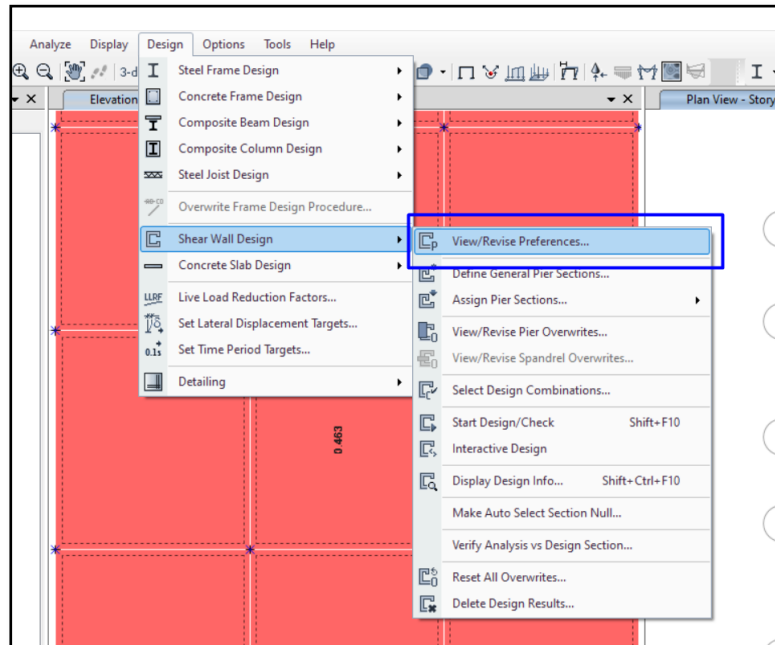 Analyze Display Design Options Tools Help
3-d
Elevation
Plan View - Story
Steel Frame Design
Concrete Frame Design
Composite Beam Design
Composite Column Design
Steel Joist Design
Overwrite Frame Design Procedure...
Shear Wall Design
Concrete Slab Design
LLRF Live Load Reduction Factors...
Set Lateral Displacement Targets...
0.1s Set Time Period Targets...
Detailing
View/Revise Preferences...
Define General Pier Sections...
Assign Pier Sections...
View/Revise Pier Overwrites...
View/Revise Spandrel Overwrites...
Select Design Combinations...
Start Design/Check Shift+F10
Interactive Design
Display Design Info... Shift+Ctrl+F10
Make Auto Select Section Null...
Verify Analysis vs Design Section...
Reset All Overwrites...
Delete Design Results...
0.463